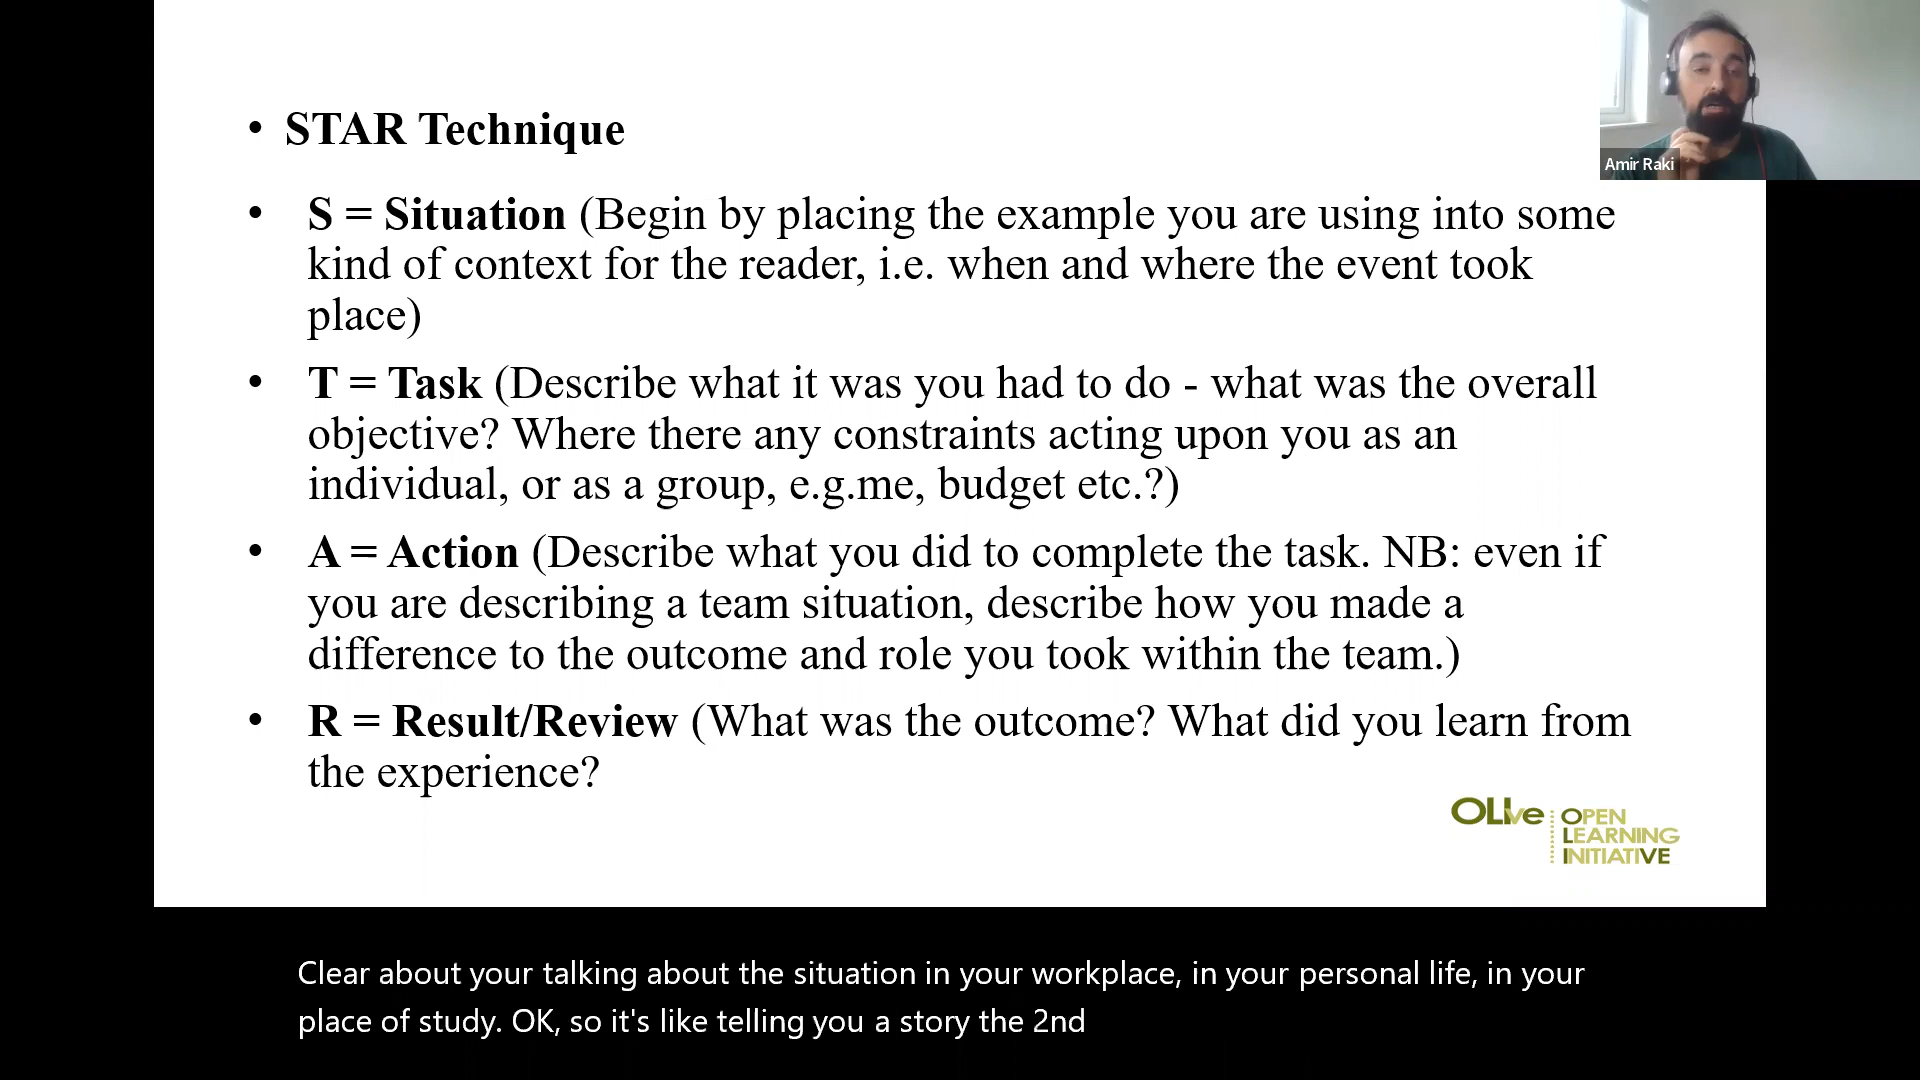 • STAR Technique
• S = Situation (Begin by placing the example you are using into some
kind of context for the reader, i.e. when and where the event took
place)
• T = Task (Describe what it was you had to do - what was the overall
objective? Where there any constraints acting upon you as an
individual, or as a group, e.g.me, budget etc.?)
• A = Action (Describe what you did to complete the task. NB: even if
you are describing a team situation, describe how you made a
difference to the outcome and role you took within the team.)
• R = Result/Review (What was the outcome? What did you learn from
the experience?
Amir Raki
OLIve
OPEN
LEARNING
INITIATIVE
Clear about your talking about the situation in your workplace, in your personal life, in your
place of study. OK, so it's like telling you a story the 2nd